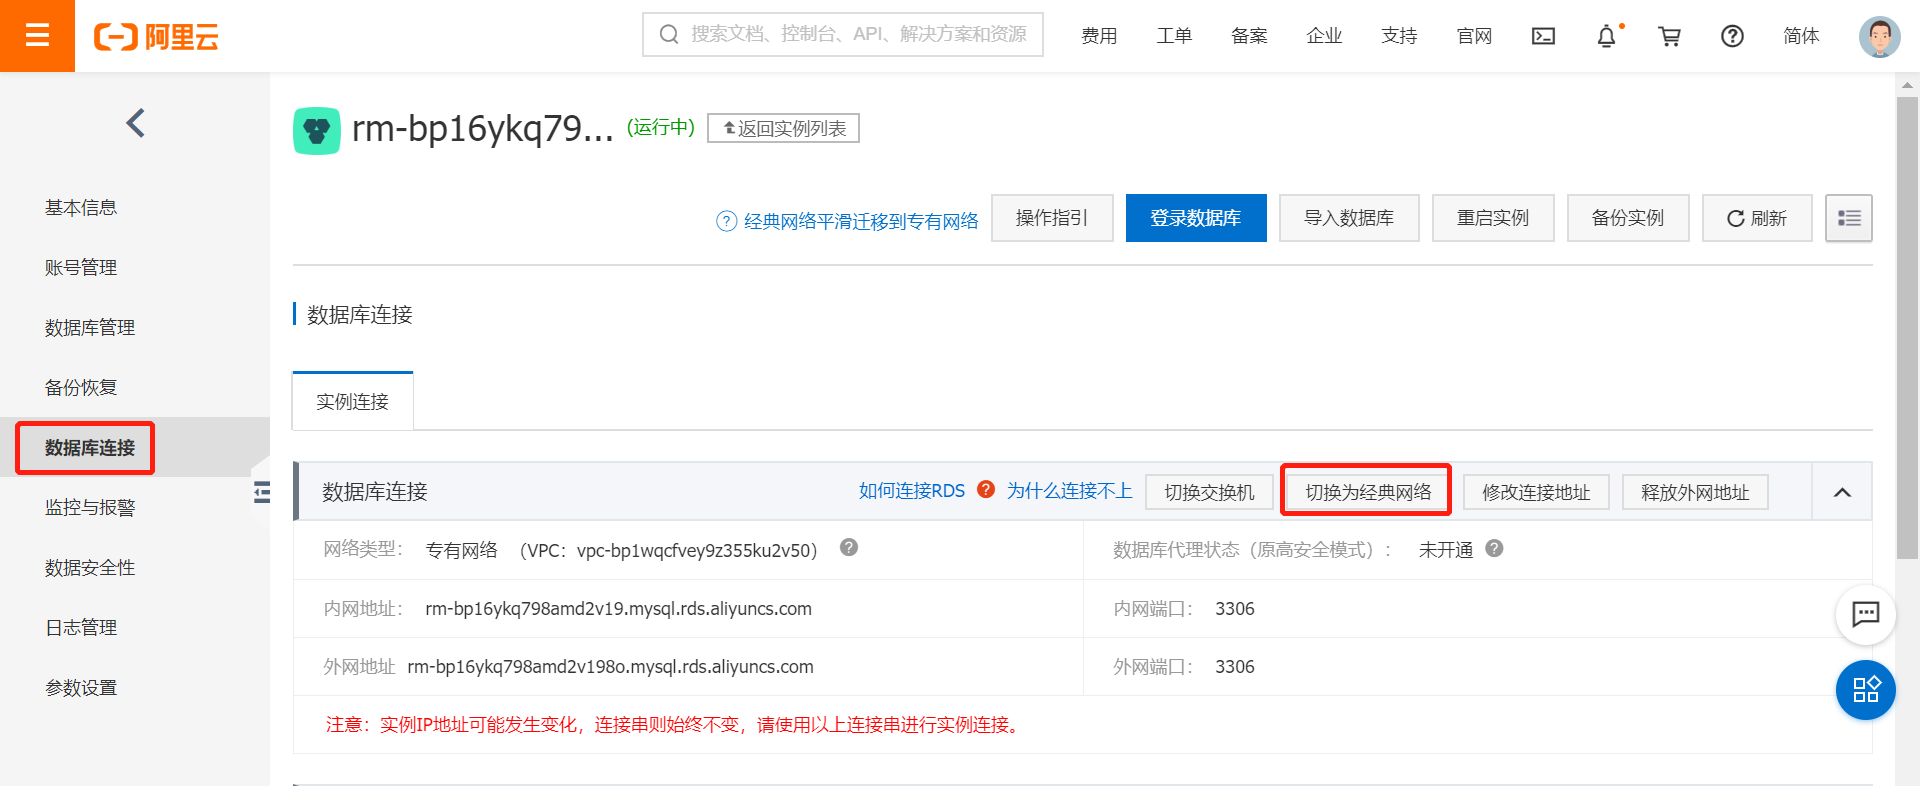 阿里云
搜索文档、控制台、API、解决方案和资源
费用 工单 备案 企业 支持 官网 简体
rm-bp16ykq79... (运行中) 返回实例列表
经典网络平滑迁移到专有网络 操作指引 登录数据库 导入数据库 重启实例 备份实例 刷新
基本信息
账号管理
数据库管理
备份恢复
数据库连接
监控与报警
数据安全性
日志管理
参数设置
数据库连接
实例连接
数据库连接 如何连接RDS ? 为什么连接不上 切换交换机 切换为经典网络 修改连接地址 释放外网地址
网络类型： 专有网络 （VPC：vpc-bp1wqcfvey9z355ku2v50） ?
数据库代理状态（原高安全模式）： 未开通 ?
内网地址： rm-bp16ykq798amd2v19.mysql.rds.aliyuncs.com
内网端口： 3306
外网地址 rm-bp16ykq798amd2v198o.mysql.rds.aliyuncs.com
外网端口： 3306
注意：实例IP地址可能发生变化，连接串则始终不变，请使用以上连接串进行实例连接。